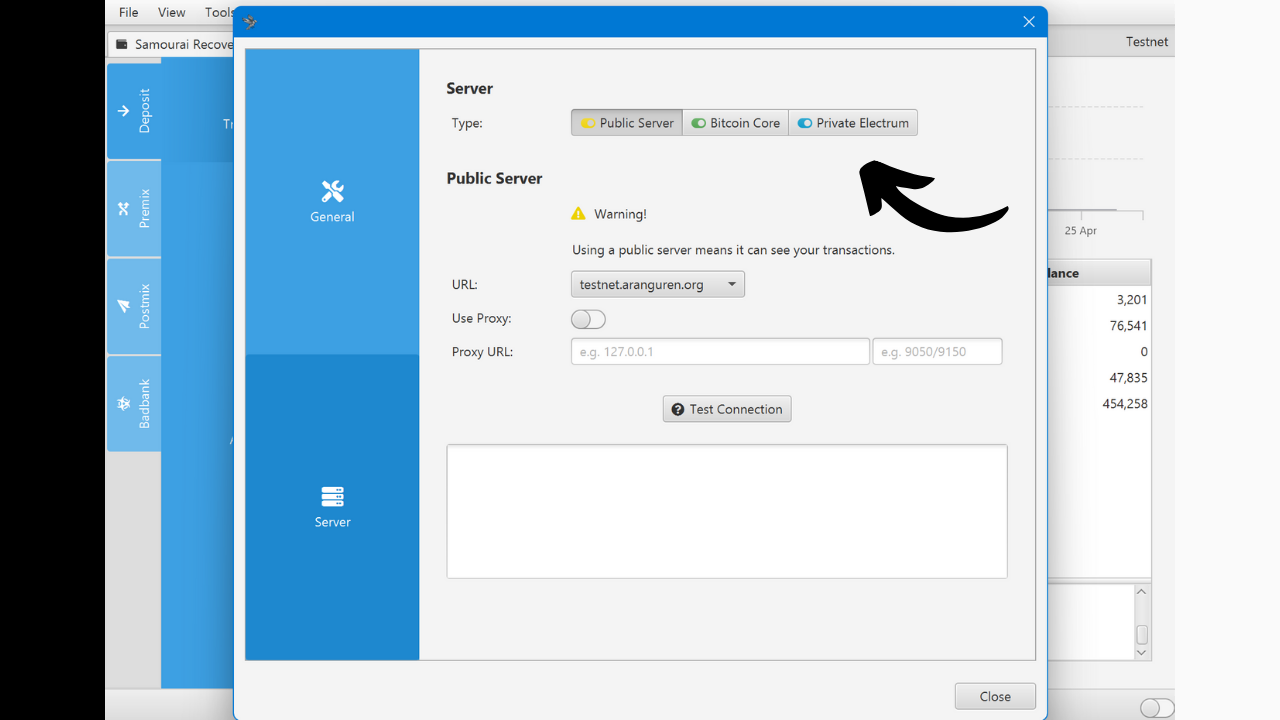 File View Tools
Samourai Recove
Testnet
Deposit
Premix
Postmix
Badbank
General
Server
Server
Type: Public Server Bitcoin Core Private Electrum
Public Server
Warning!
Using a public server means it can see your transactions.
URL: testnet.aranguren.org
Use Proxy:
Proxy URL: e.g. 127.0.0.1 e.g. 9050/9150
Test Connection
Close
25 Apr
lance
3,201
76,541
0
47,835
454,258